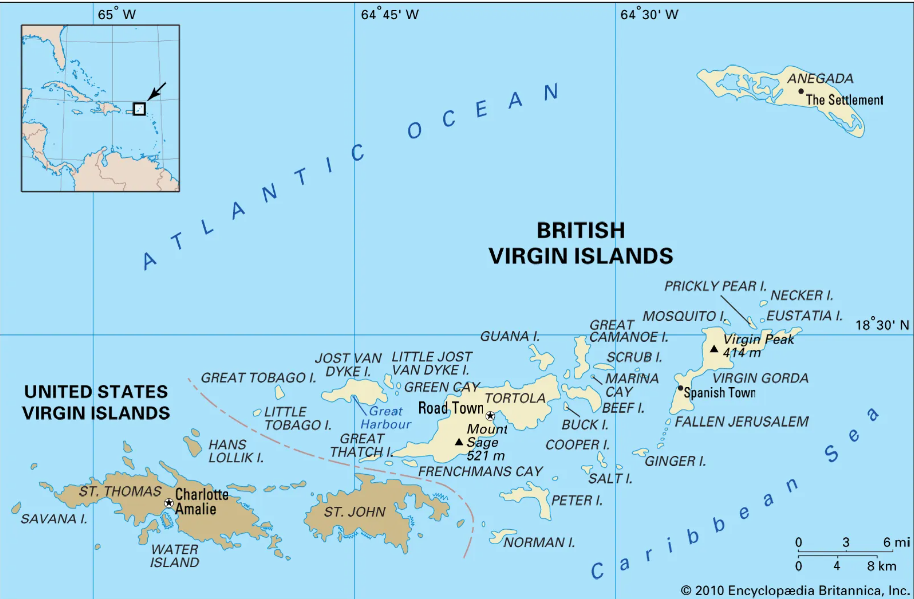 65°W
64°45' W
64°30' W
ANEGADA
The Settlement
ATLANTIC OCEAN
BRITISH
VIRGIN ISLANDS
PRICKLY PEAR I.
NECKER I.
MOSQUITO I.
EUSTATIA I.
18°30' N
GREAT
CAMANOE I.
GUANA I.
Virgin Peak
414 m
SCRUB I.
JOST VAN
DYKE I.
LITTLE JOST
VAN DYKE I.
GREAT TOBAGO I.
MARINA
CAY
VIRGIN GORDA
GREEN CAY
Spanish Town
UNITED STATES
VIRGIN ISLANDS
TORTOLA
Road Town
BEEF I.
LITTLE
TOBAGO I.
Great
Harbour
BUCK I.
FALLEN JERUSALEM
Mount
Sage
521 m
GREAT
THATCH I.
COOPER I.
HANS
LOLLIK I.
GINGER I.
FRENCHMANS CAY
SALT I.
ST. THOMAS
Charlotte
Amalie
PETER I.
SAVANA I.
ST. JOHN
NORMAN I.
WATER
ISLAND
Caribbean Sea
0 3 6 mi
0 4 8 km
© 2010 Encyclopædia Britannica, Inc.